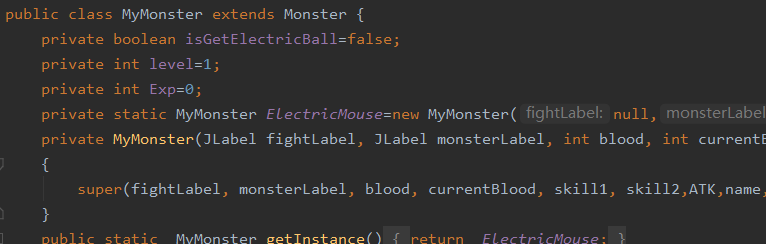 public class MyMonster extends Monster {
private boolean isGetElectricBall=false;
private int level=1;
private int Exp=0;
private static MyMonster ElectricMouse=new MyMonster( fightLabel: null, monsterLabel
private MyMonster(JLabel fightLabel, JLabel monsterLabel, int blood, int currentB
{
super(fightLabel, monsterLabel, blood, currentBlood, skill1, skill2,ATK,name,
}
public static MyMonster getInstance() { return ElectricMouse; }